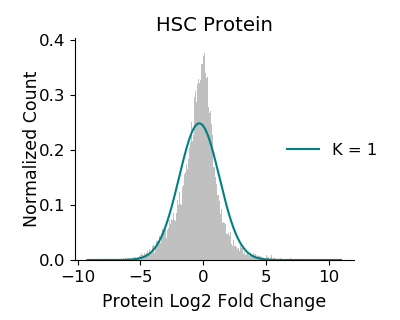 HSC Protein
0.4
0.3
0.2
0.1
0.0
Normalized Count
K = 1
−10
−5
0
5
10
Protein Log2 Fold Change